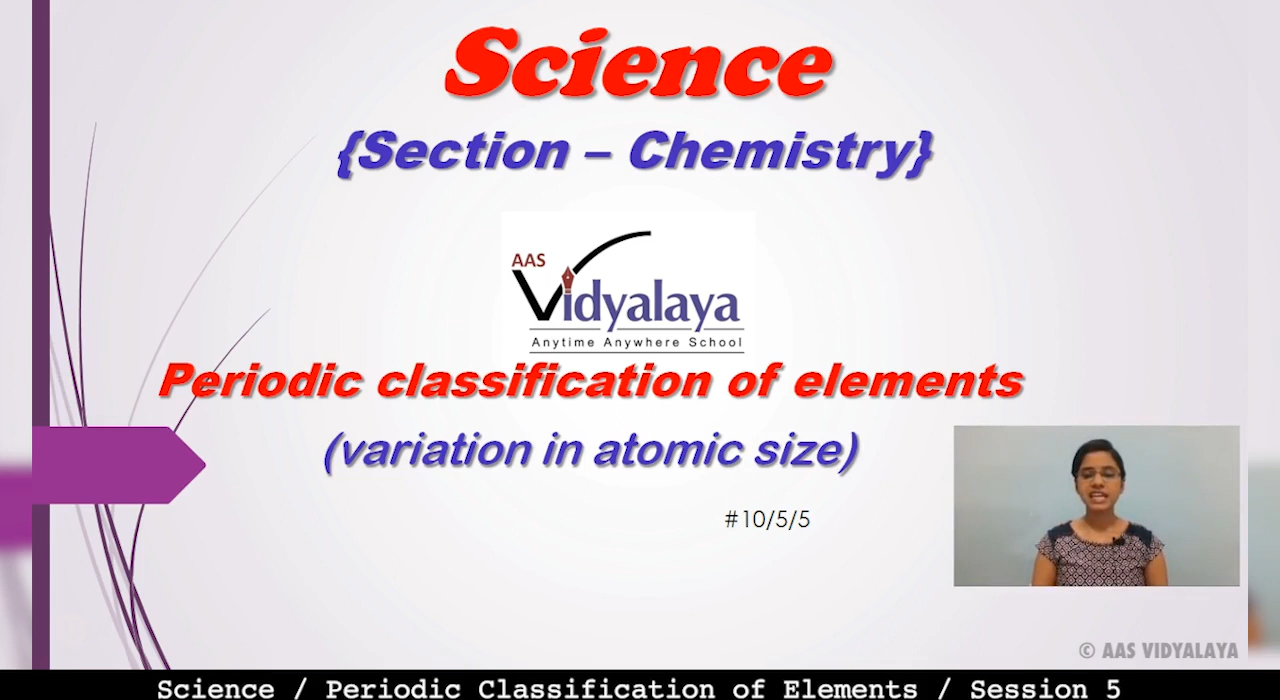 Science
{Section – Chemistry}
AAS
Vidyalaya
Anytime Anywhere School
Periodic classification of elements
(variation in atomic size)
#10/5/5
© AAS VIDYALAYA
Science / Periodic Classification of Elements / Session 5